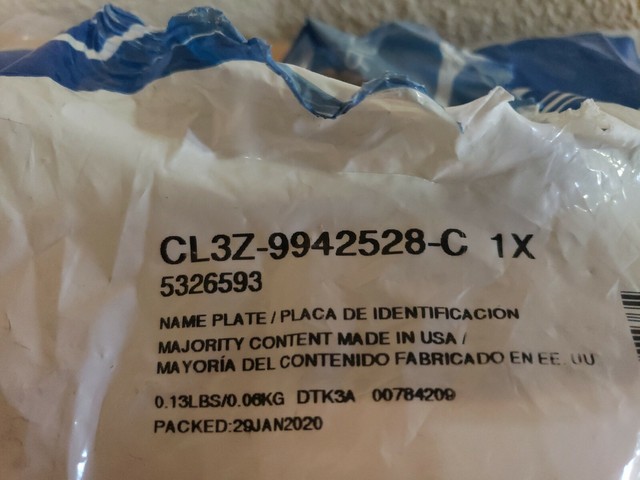 CL3Z-9942528-C 1X
5326593
NAME PLATE / PLACA DE IDENTIFICACIÓN
MAJORITY CONTENT MADE IN USA /
MAYORÍA DEL CONTENIDO FABRICADO EN EE. UU
0.13LBS/0.06KG DTK3A 00784209
PACKED:29JAN2020